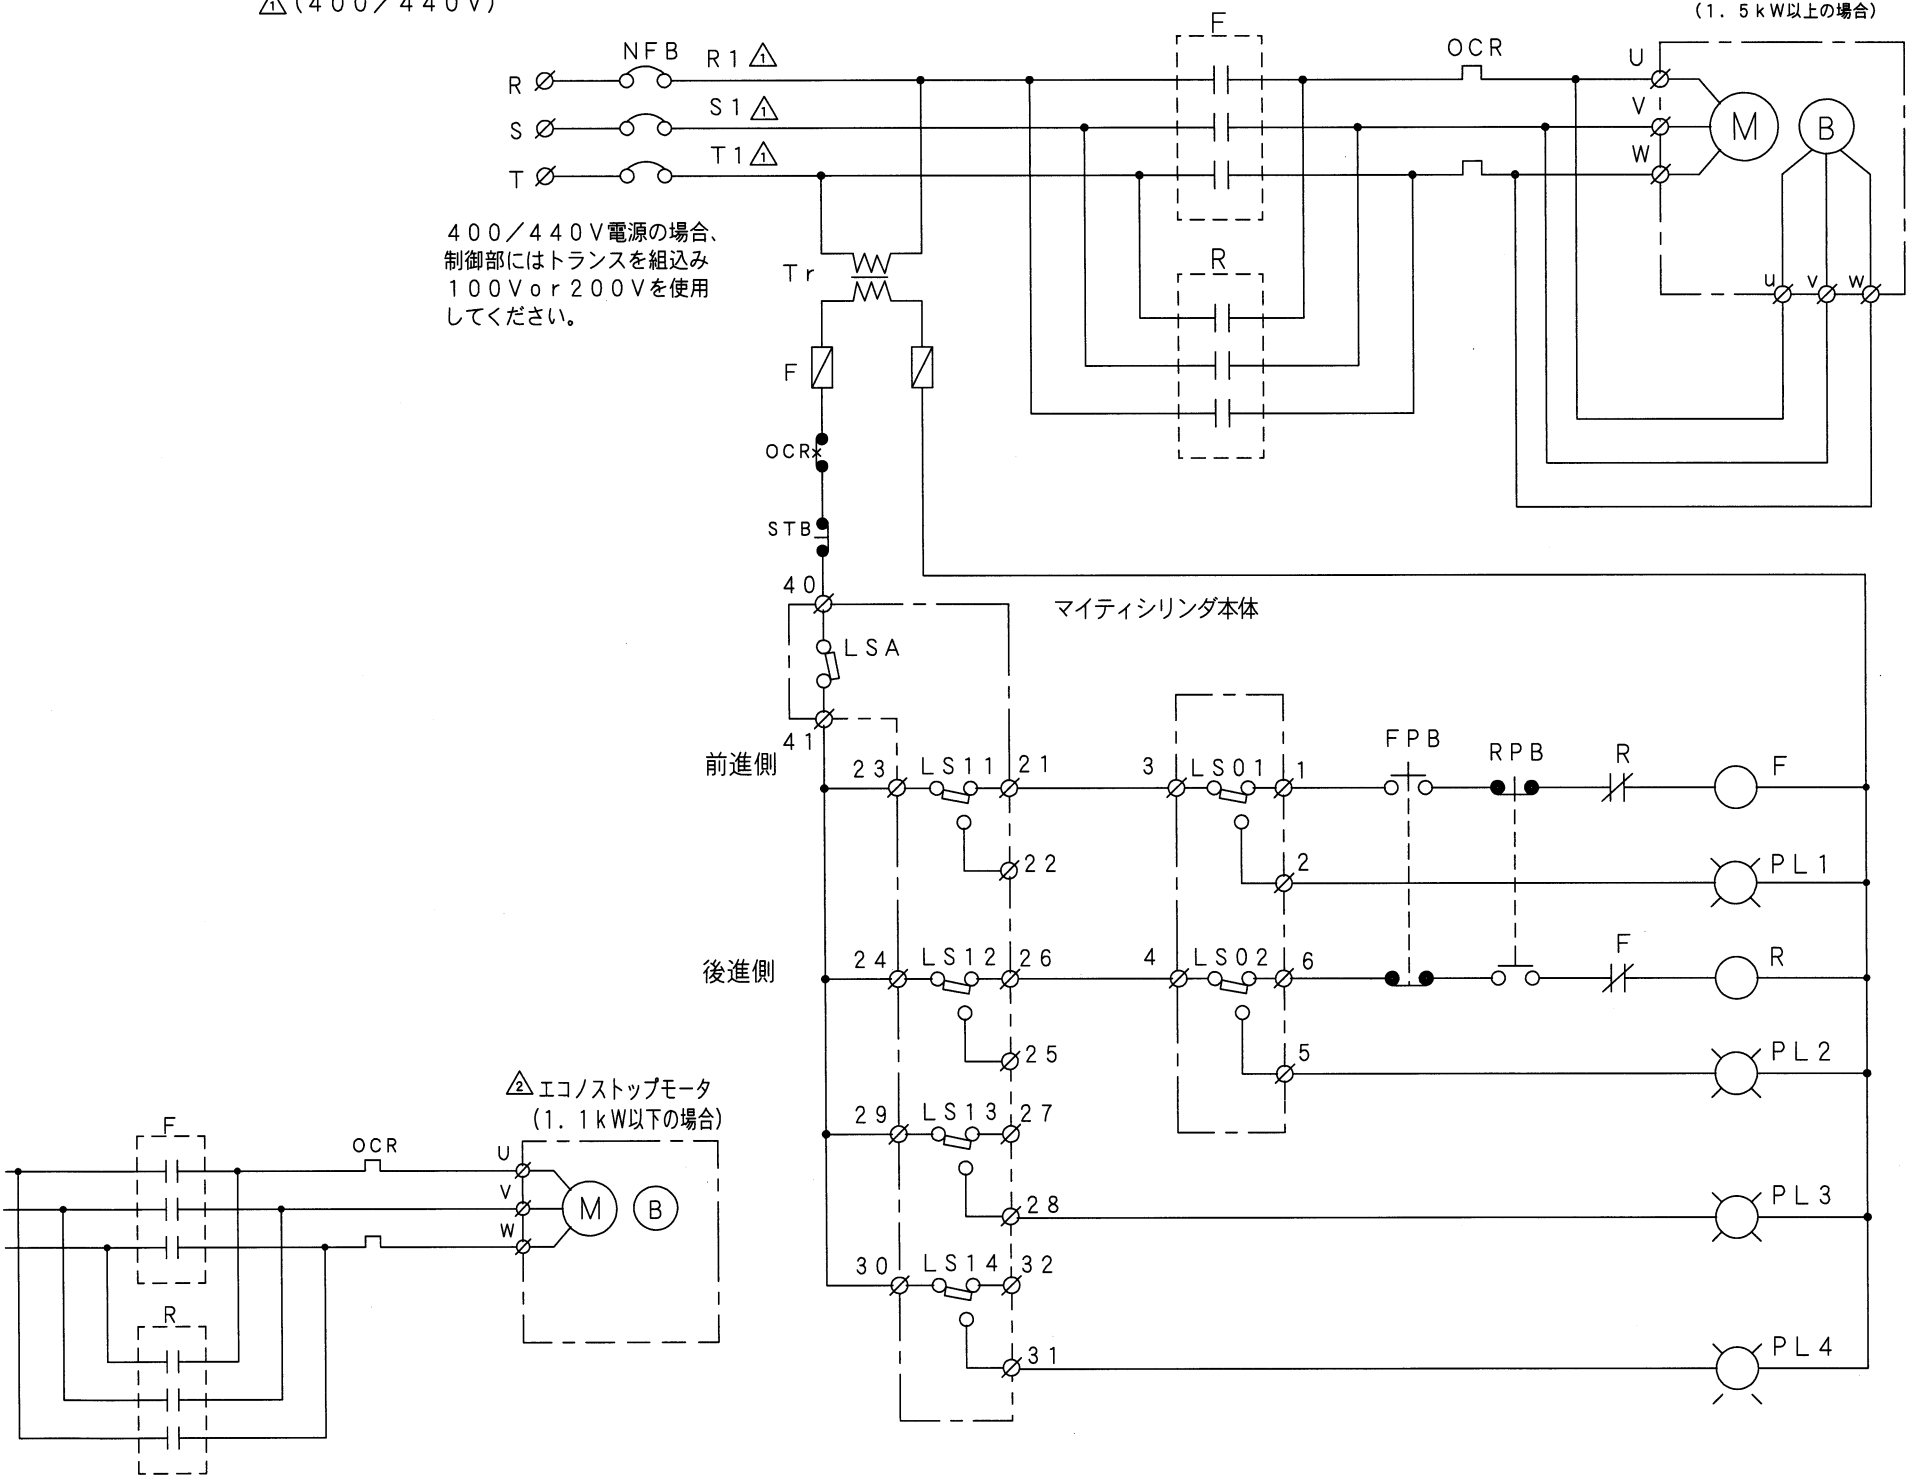 1 (400/440V)
(1.5kW以上の場合)
F
NFB
R1 1
OCR
U
R
S1 1
V
M
B
S
T1 1
W
T
400/440V電源の場合、
制御部にはトランスを組込み
100Vor200Vを使用
してください。
Tr
R
u
v
w
F
OCR
STB
40
マイティシリンダ本体
LSA
41
前進側
23
LS11
21
3
LS01
1
FPB
RPB
R
F
22
2
PL1
後進側
24
LS12
26
4
LS02
6
F
R
25
5
PL2
29
LS13
27
28
PL3
30
LS14
32
31
PL4
2 エコノストップモータ
(1.1kW以下の場合)
F
OCR
U
V
M
B
W
R